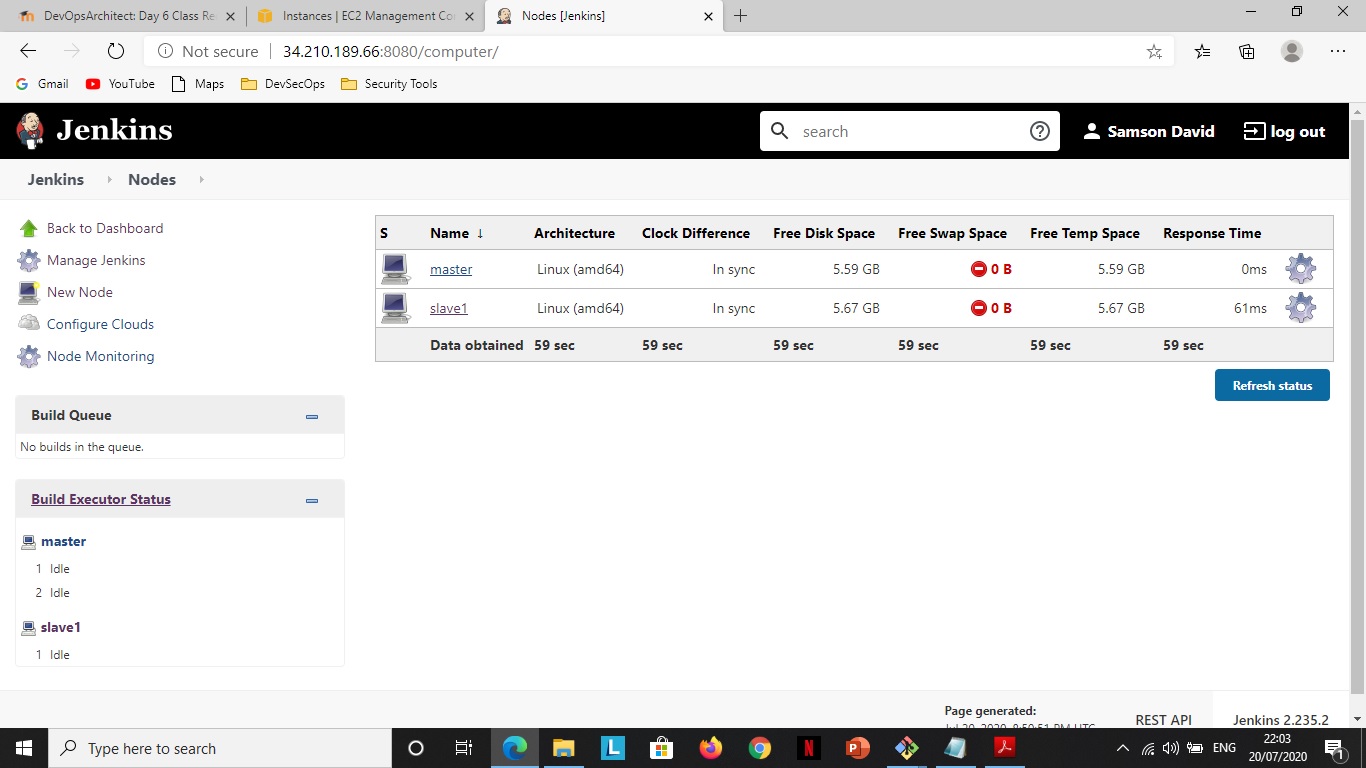 DevOpsArchitect: Day 6 Class Re
Instances | EC2 Management Co
Nodes [Jenkins]
Not secure
34.210.189.66:8080/computer/
Gmail YouTube Maps DevSecOps Security Tools
Jenkins
search
Samson David
log out
Jenkins Nodes
Back to Dashboard
Manage Jenkins
New Node
Configure Clouds
Node Monitoring
Build Queue
No builds in the queue.
Build Executor Status
master
1 Idle
2 Idle
slave1
1 Idle
S Name ↓ Architecture Clock Difference Free Disk Space Free Swap Space Free Temp Space Response Time
master Linux (amd64) In sync 5.59 GB 0 B 5.59 GB 0ms
slave1 Linux (amd64) In sync 5.67 GB 0 B 5.67 GB 61ms
Data obtained 59 sec 59 sec 59 sec 59 sec 59 sec 59 sec
Refresh status
Page generated:
REST API
Jenkins 2.235.2
Type here to search
ENG
22:03
20/07/2020
1